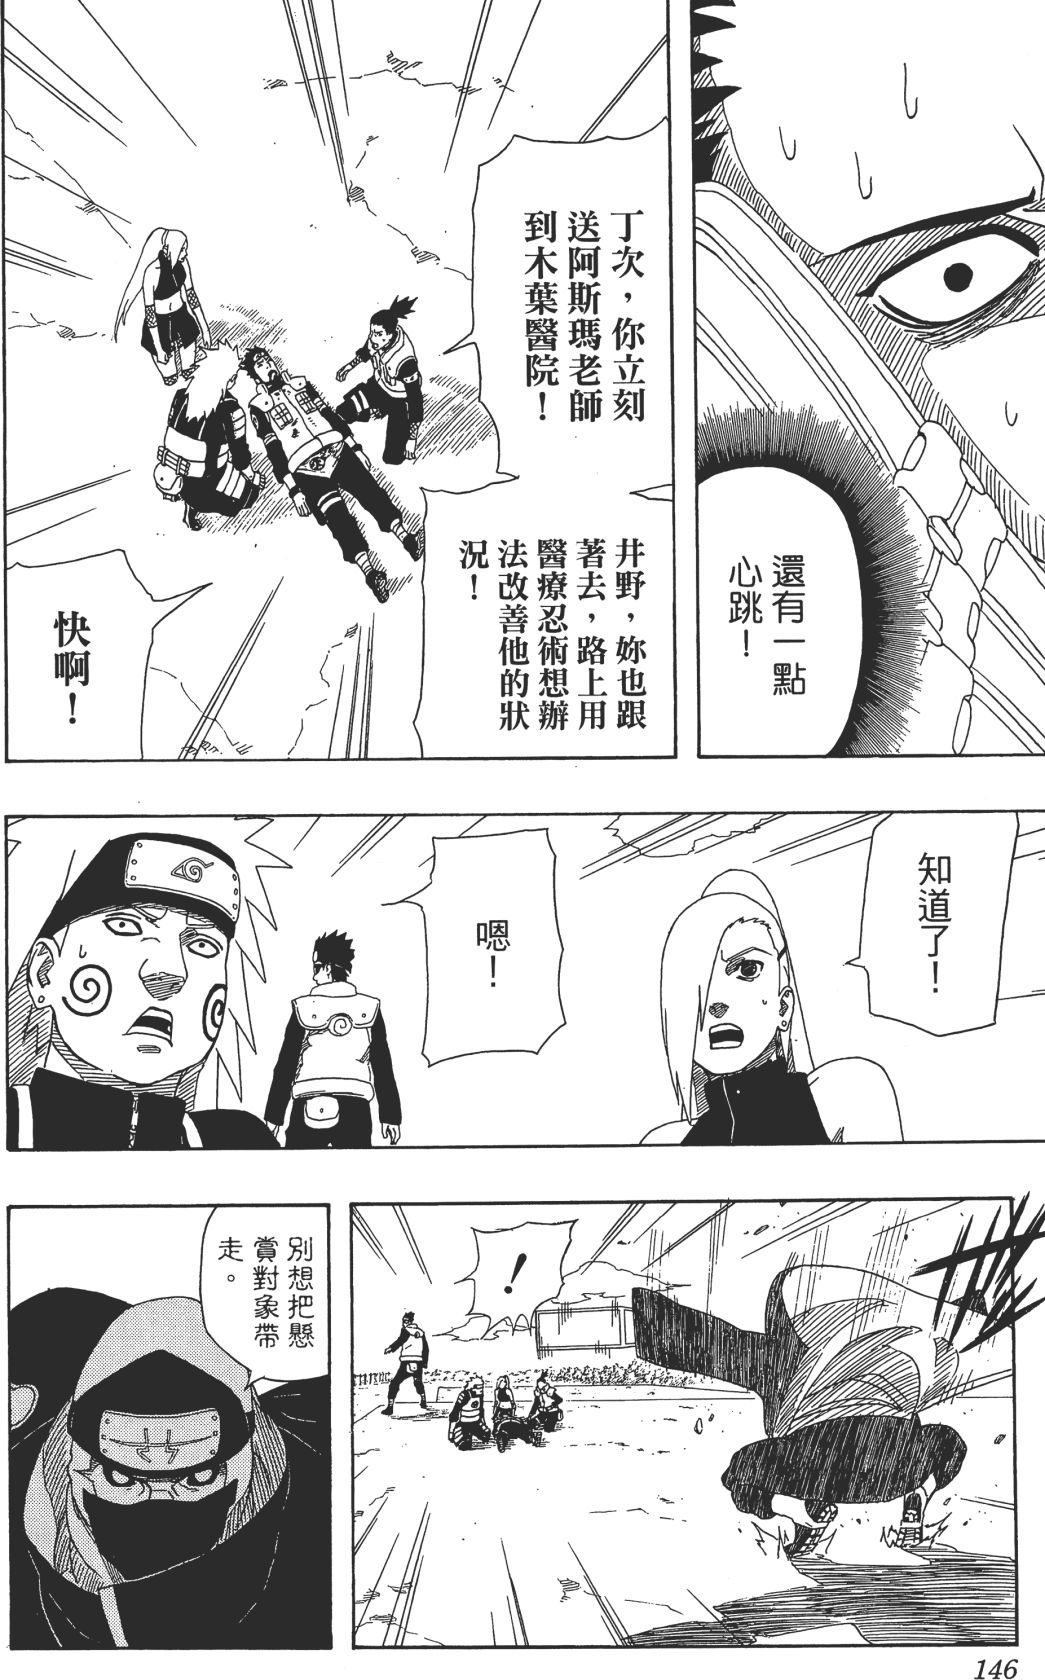 還有一點
心跳！
丁次，你立刻
送阿斯瑪老師
到木葉醫院！
井野，妳也跟
著去，路上用
醫療忍術想辦
法改善他的狀
況！
快啊！
知道了！
嗯！
！
別想把懸
賞對象帶
走。
146